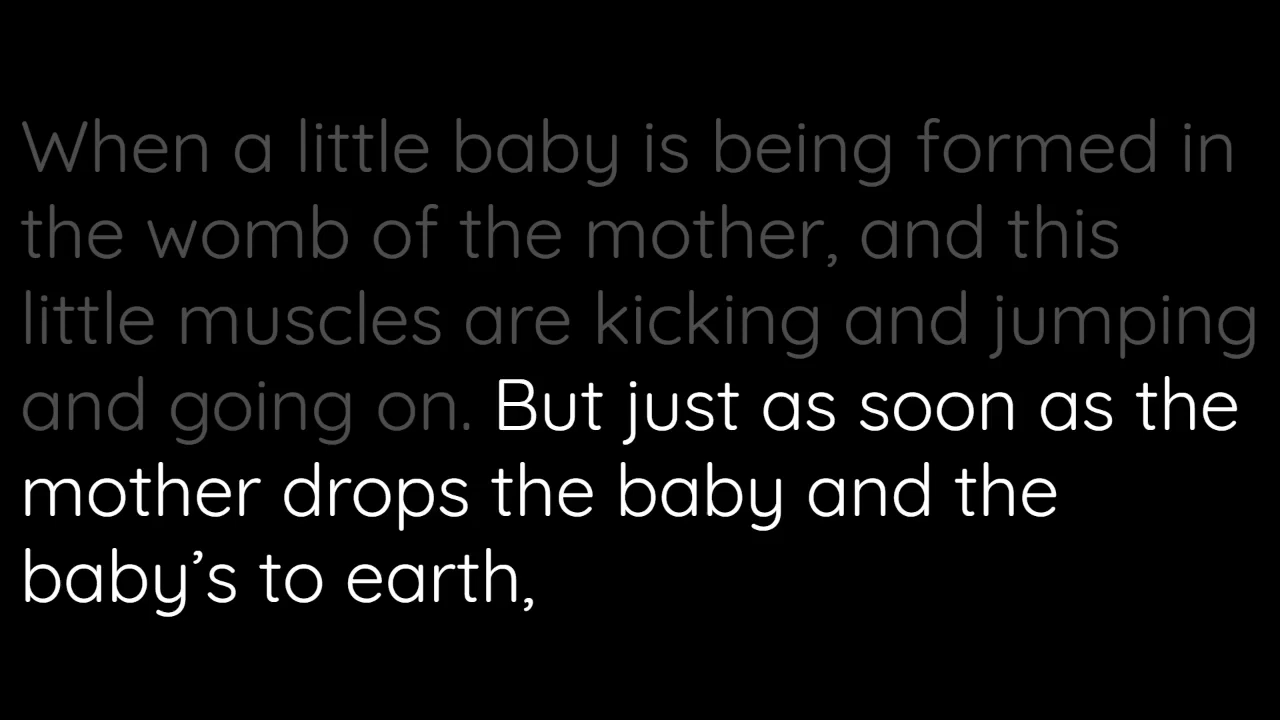 When a little baby is being formed in
the womb of the mother, and this
little muscles are kicking and jumping
and going on. But just as soon as the
mother drops the baby and the
baby’s to earth,